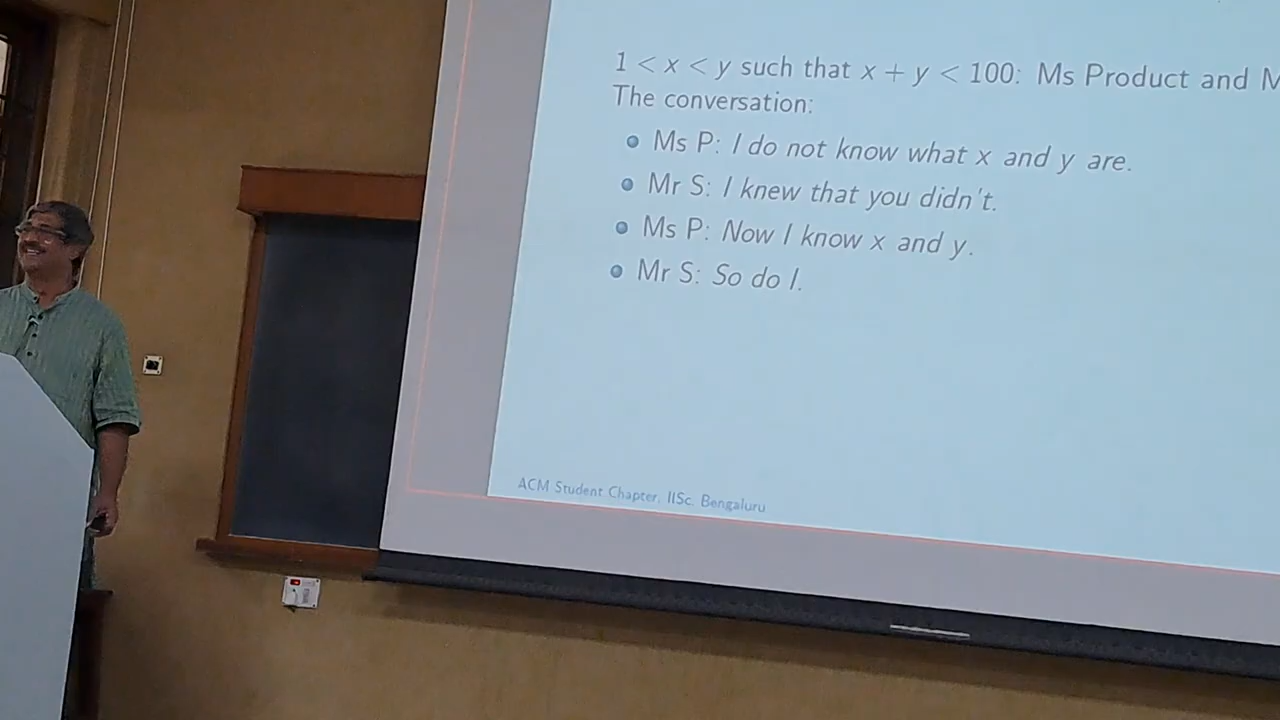 1 < x < y such that x + y < 100: Ms Product and
The conversation:
• Ms P: I do not know what x and y are.
• Mr S: I knew that you didn't.
• Ms P: Now I know x and y.
• Mr S: So do I.
ACM Student Chapter, IISc, Bengaluru